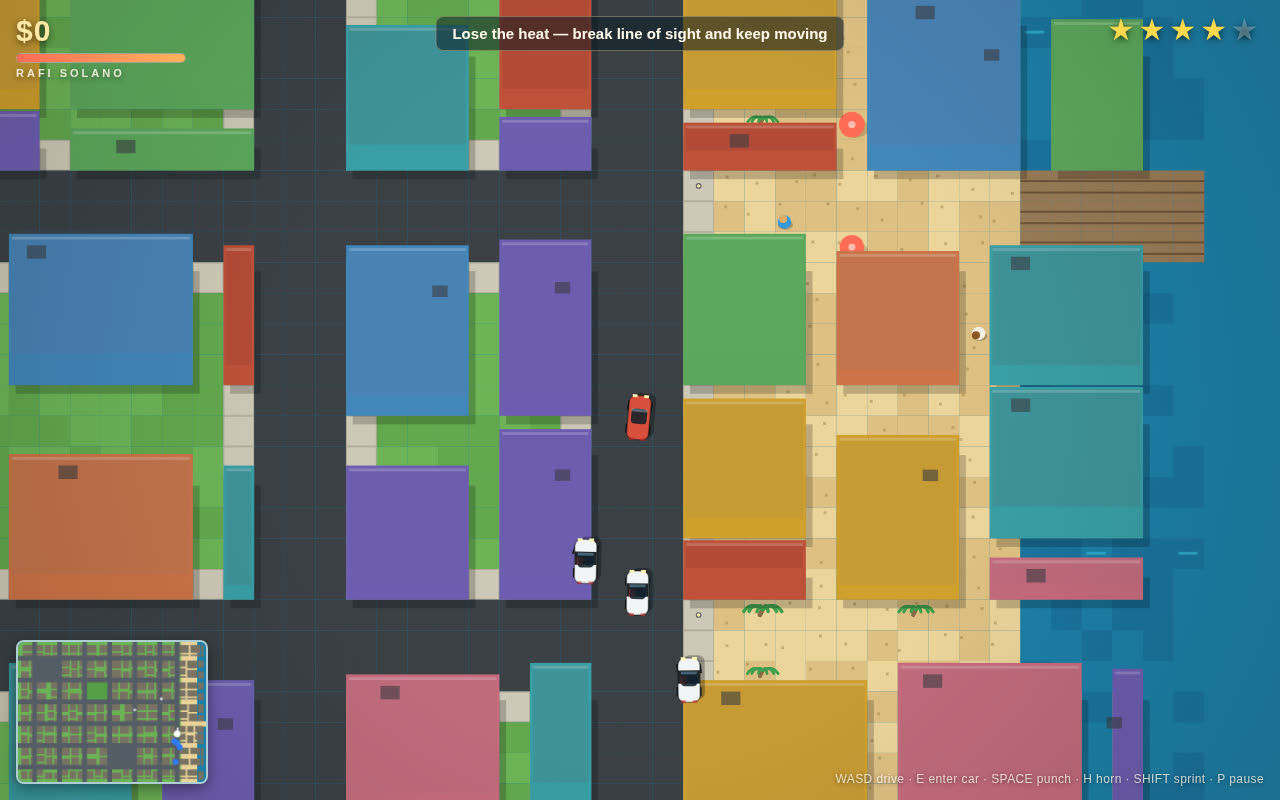 $0
Lose the heat — break line of sight and keep moving
RAFI SOLANO
WASD drive · E enter car · SPACE punch · H horn · SHIFT sprint · P pause